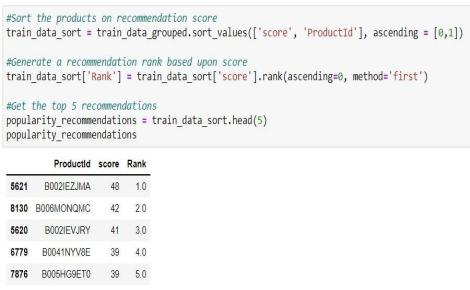 #Sort the products on recommendation score
train_data_sort = train_data_grouped.sort_values(['score', 'ProductId'], ascending = [0,1])
#Generate a recommendation rank based upon score
train_data_sort['Rank'] = train_data_sort['score'].rank(ascending=0, method='first')
#Get the top 5 recommendations
popularity_recommendations = train_data_sort.head(5)
popularity_recommendations
ProductId score Rank
5621 B002IEZJMA 48 1.0
8130 B006MONQMC 42 2.0
5620 B002IEVJRY 41 3.0
6779 B0041NYV8E 39 4.0
7876 B005HG9ET0 39 5.0